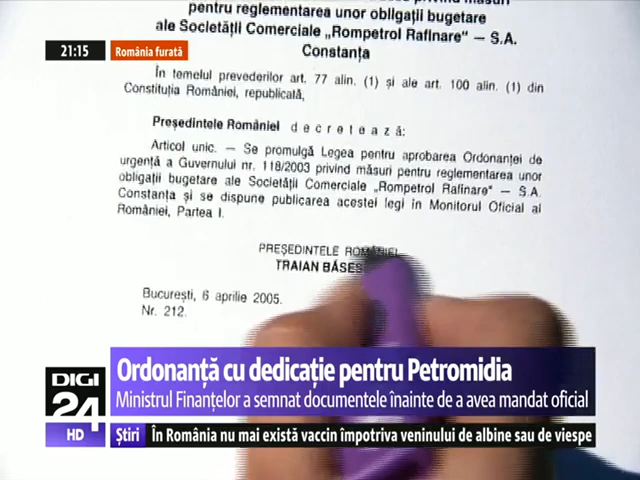 pentru reglementarea unor obligații bugetare
ale Societății Comerciale „Rompetrol Rafinare" — S.A.
Constanța
21:15
România furată
În temelul prevederilor art. 77 alin. (1) și ale art. 100 alin. (1) din
Constituția României, republicată,
Președintele României decretează:
Articol unic. — Se promulgă Legea pentru aprobarea Ordonanței de
urgență a Guvernului nr. 118/2003 privind măsuri pentru reglementarea unor
obligații bugetare ale Societății Comerciale „Rompetrol Rafinare" — S.A.
Constanța și se dispune publicarea acestei legi în Monitorul Oficial al
României, Partea I.
PREȘEDINTELE ROMÂNIEI
TRAIAN BĂSES
București, 6 aprilie 2005.
Nr. 212.
Ordonanță cu dedicație pentru Petromidia
Ministrul Finanțelor a semnat documentele înainte de a avea mandat oficial
DIGI
24
HD
Știri
În România nu mai există vaccin împotriva veninului de albine sau de viespe